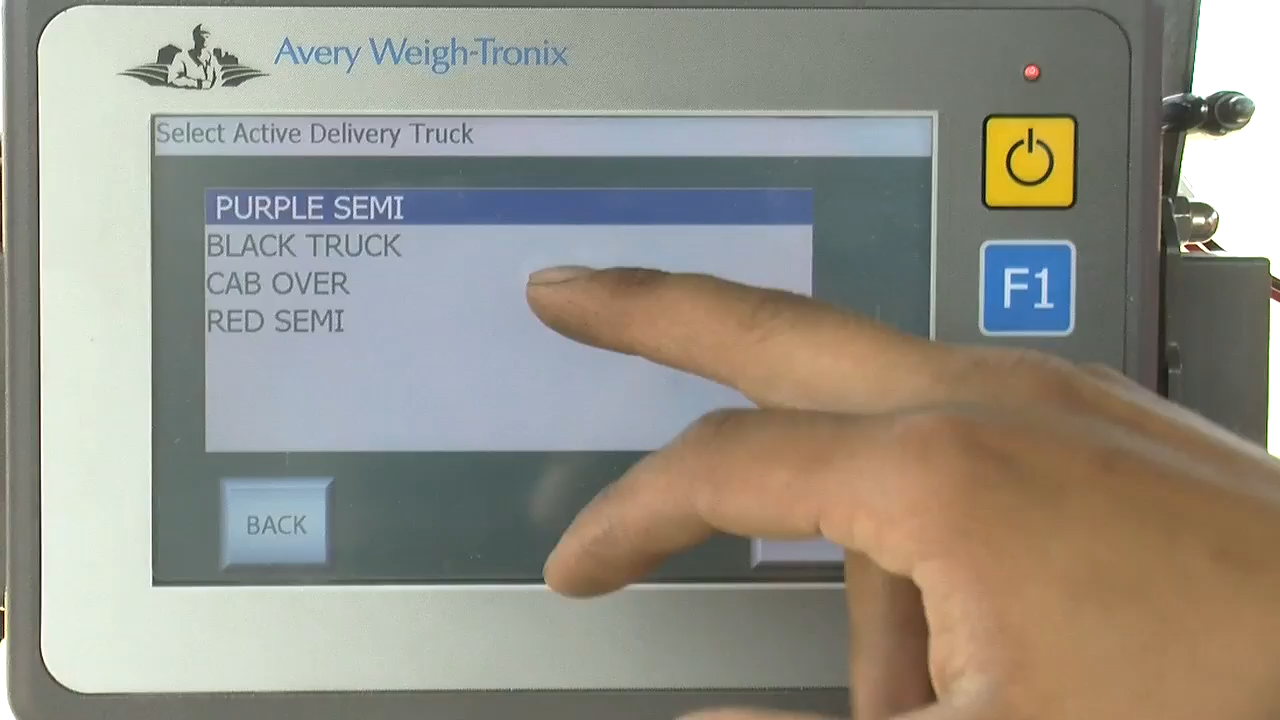 Avery Weigh-Tronix
Select Active Delivery Truck
PURPLE SEMI
BLACK TRUCK
CAB OVER
RED SEMI
BACK
F1